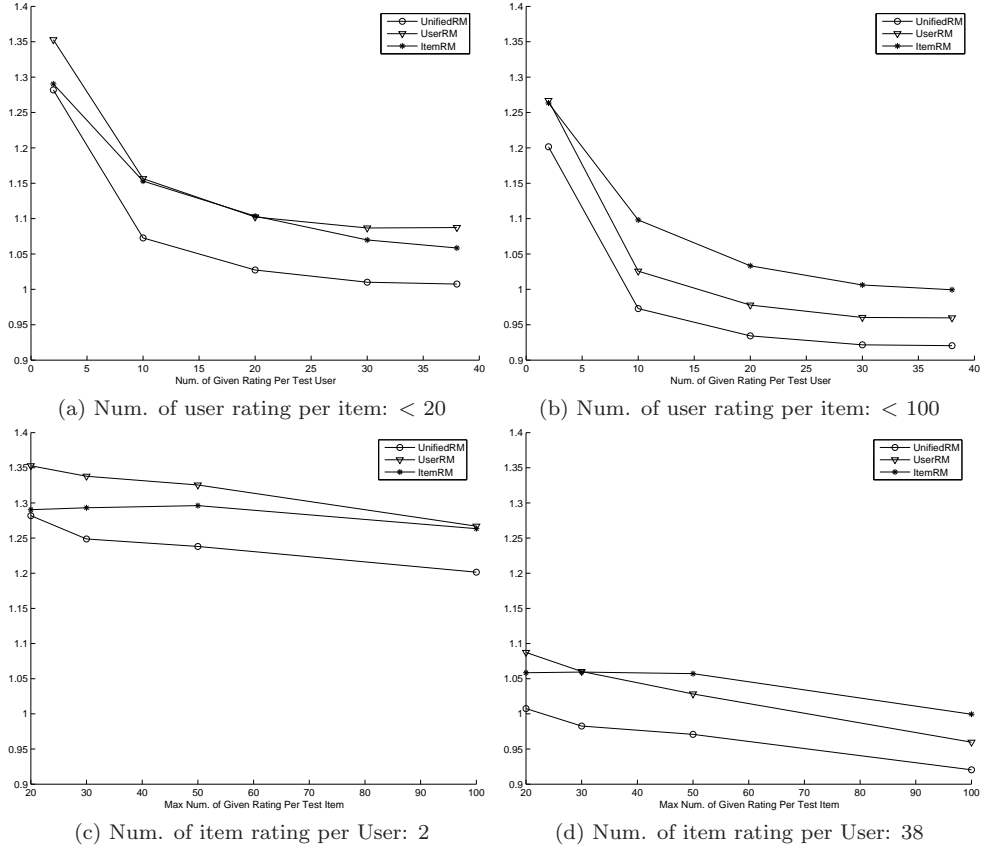 1.4
1.35
1.3
1.25
1.2
1.15
1.1
1.05
1
0.95
0.9
0 5 10 15 20 25 30 35 40
Num. of Given Rating Per Test User
UnifiedRM
UserRM
ItemRM
(a) Num. of user rating per item: < 20
1.4
1.35
1.3
1.25
1.2
1.15
1.1
1.05
1
0.95
0.9
0 5 10 15 20 25 30 35 40
Num. of Given Rating Per Test User
UnifiedRM
UserRM
ItemRM
(b) Num. of user rating per item: < 100
1.4
1.35
1.3
1.25
1.2
1.15
1.1
1.05
1
0.95
0.9
20 30 40 50 60 70 80 90 100
Max Num. of Given Rating Per Test Item
UnifiedRM
UserRM
ItemRM
(c) Num. of item rating per User: 2
1.4
1.35
1.3
1.25
1.2
1.15
1.1
1.05
1
0.95
0.9
20 30 40 50 60 70 80 90 100
Max Num. of Given Rating Per Test Item
UnifiedRM
UserRM
ItemRM
(d) Num. of item rating per User: 38